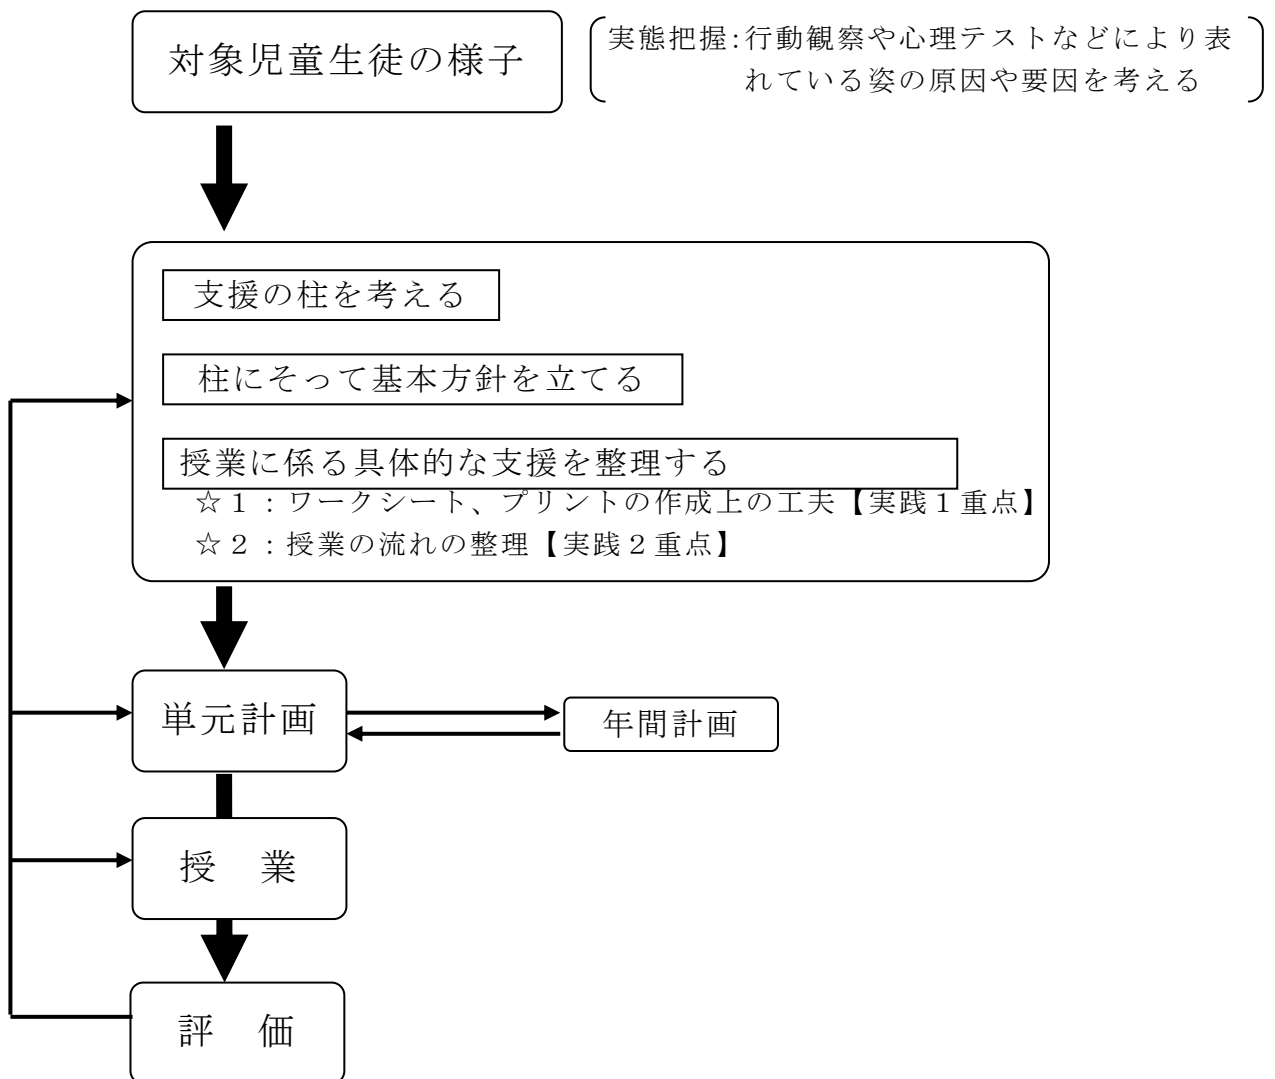 対象児童生徒の様子
実態把握:行動観察や心理テストなどにより表
れている姿の原因や要因を考える
支援の柱を考える
柱にそって基本方針を立てる
授業に係る具体的な支援を整理する
☆１：ワークシート、プリントの作成上の工夫【実践１重点】
☆２：授業の流れの整理【実践２重点】
単元計画
年間計画
授　業
評　価